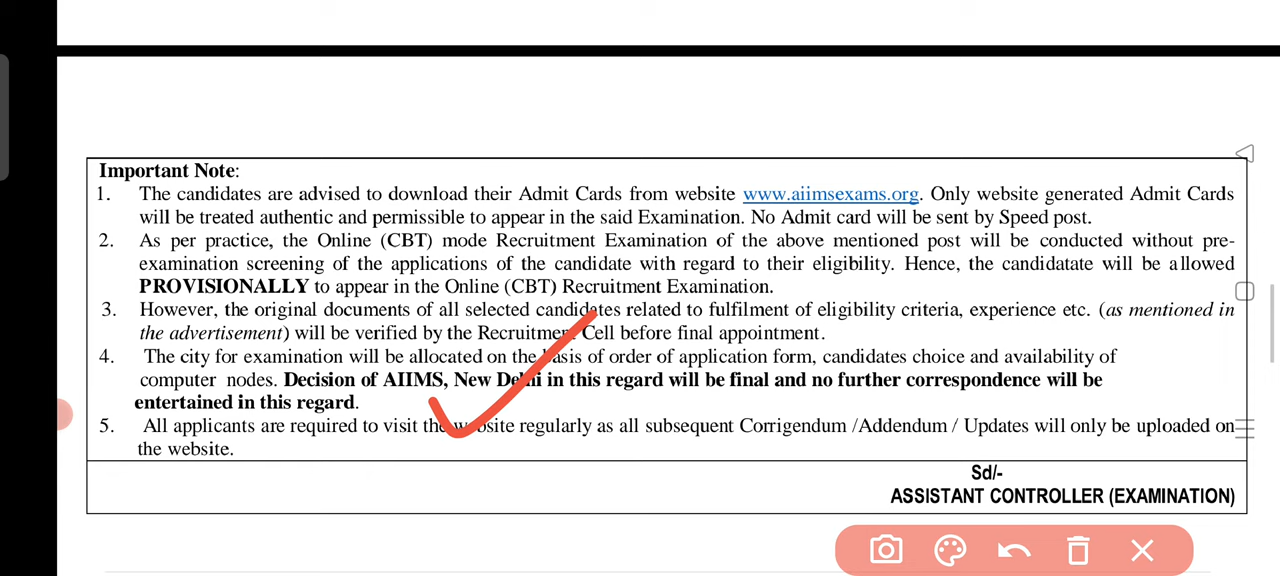 Important Note:
1. The candidates are advised to download their Admit Cards from website www.aiimsexams.org. Only website generated Admit Cards
will be treated authentic and permissible to appear in the said Examination. No Admit card will be sent by Speed post.
2. As per practice, the Online (CBT) mode Recruitment Examination of the above mentioned post will be conducted without pre-
examination screening of the applications of the candidate with regard to their eligibility. Hence, the candidatate will be allowed
PROVISIONALLY to appear in the Online (CBT) Recruitment Examination.
3. However, the original documents of all selected candidates related to fulfilment of eligibility criteria, experience etc. (as mentioned in
the advertisement) will be verified by the Recruitment Cell before final appointment.
4. The city for examination will be allocated on the basis of order of application form, candidates choice and availability of
computer nodes. Decision of AIIMS, New Delhi in this regard will be final and no further correspondence will be
entertained in this regard.
5. All applicants are required to visit the website regularly as all subsequent Corrigendum /Addendum / Updates will only be uploaded on
the website.
Sd/-
ASSISTANT CONTROLLER (EXAMINATION)